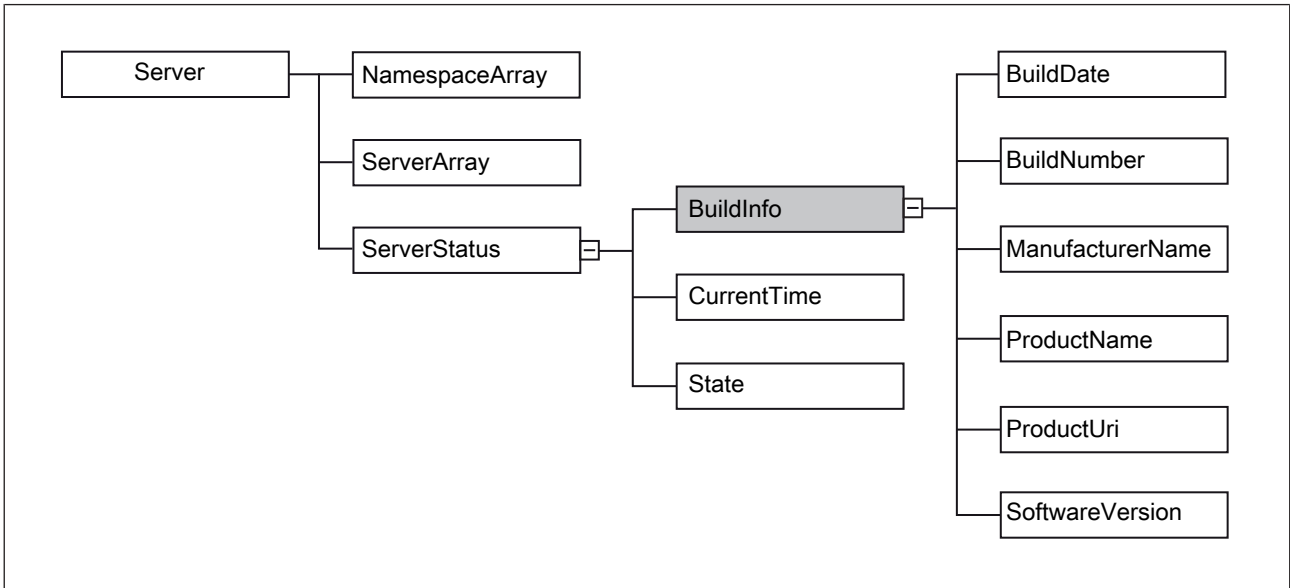 Server
NamespaceArray
ServerArray
ServerStatus
BuildInfo
CurrentTime
State
BuildDate
BuildNumber
ManufacturerName
ProductName
ProductUri
SoftwareVersion